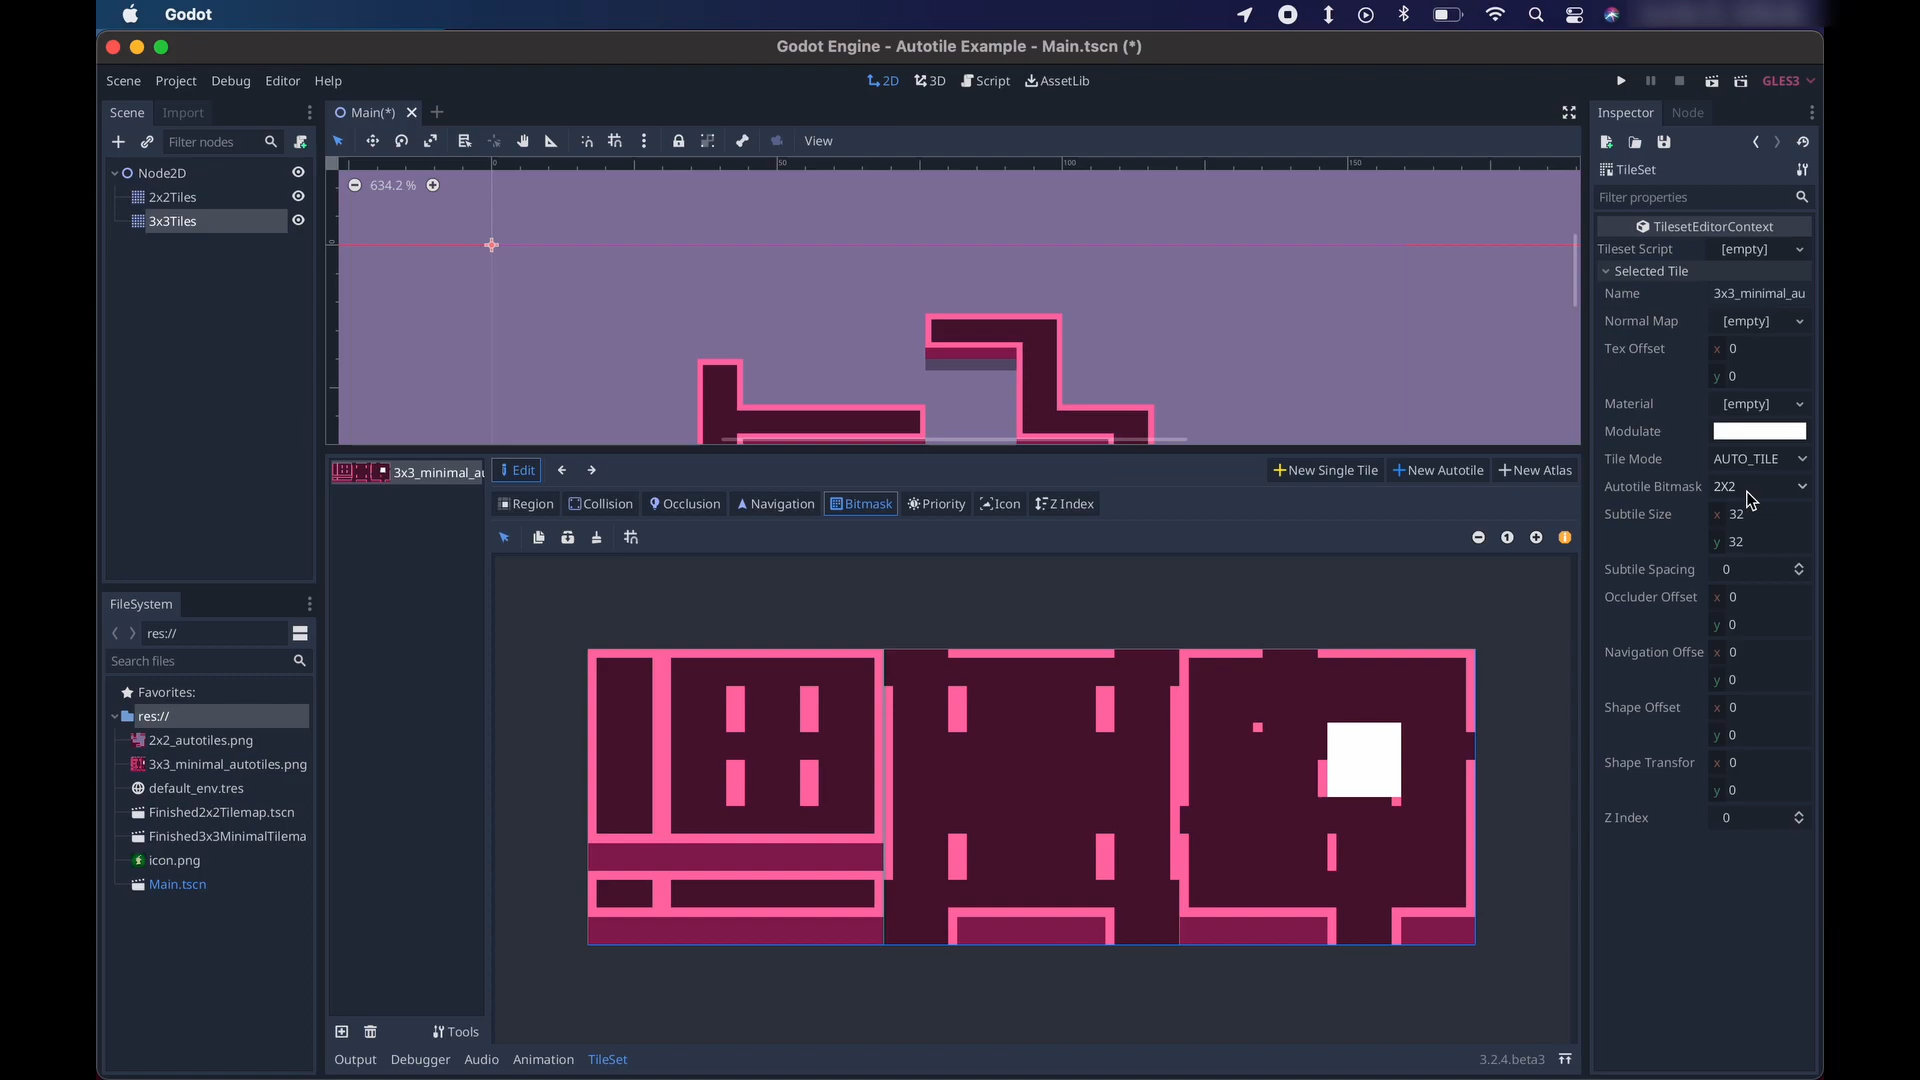 Godot
Godot Engine - Autotile Example - Main.tscn (*)
Scene Project Debug Editor Help
2D 3D Script AssetLib
GLES3
Scene Import
Main(*)
Inspector Node
Filter nodes
View
TileSet
Node2D
2x2Tiles
3x3Tiles
0 50 100 150
0
634.2 %
Filter properties
TilesetEditorContext
Tileset Script [empty]
Selected Tile
Name 3x3_minimal_au
Normal Map [empty]
Tex Offset x 0
y 0
Material [empty]
Modulate
Tile Mode AUTO_TILE
Autotile Bitmask 2X2
Subtile Size x 32
y 32
Subtile Spacing 0
Occluder Offset x 0
y 0
Navigation Offse x 0
y 0
Shape Offset x 0
y 0
Shape Transfor x 0
y 0
Z Index 0
3x3_minimal_au
Edit
New Single Tile New Autotile New Atlas
Region Collision Occlusion Navigation Bitmask Priority Icon Z Index
FileSystem
res://
Search files
Favorites:
res://
2x2_autotiles.png
3x3_minimal_autotiles.png
default_env.tres
Finished2x2Tilemap.tscn
Finished3x3MinimalTilema
icon.png
Main.tscn
Tools
Output Debugger Audio Animation TileSet
3.2.4.beta3